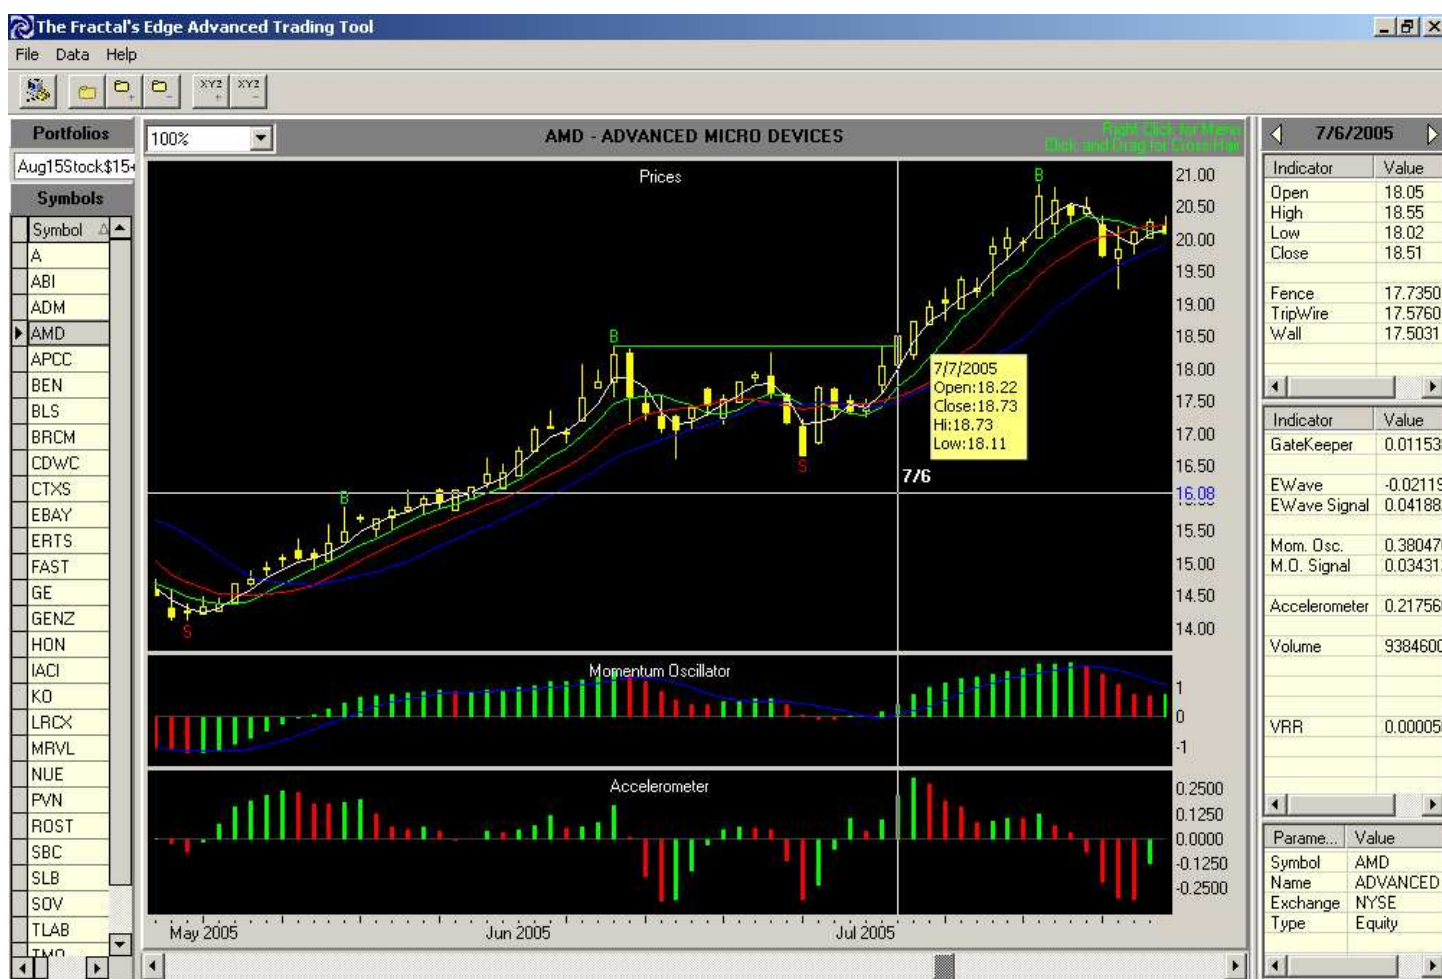 The Fractal's Edge Advanced Trading Tool
File Data Help
XYZ + XYZ -
Portfolios
Aug15Stock$15+
Symbols
Symbol
A
ABI
ADM
AMD
APCC
BEN
BLS
BRCM
CDWC
CTXS
EBAY
ERTS
FAST
GE
GENZ
HON
IACI
KO
LRCX
MRVL
NUE
PVN
ROST
SBC
SLB
SOV
TLAB
100%
AMD - ADVANCED MICRO DEVICES
Right Click for Menu
Click and Drag for Cross Hair
Prices
B
B
B
S
S
21.00
20.50
20.00
19.50
19.00
18.50
18.00
17.50
17.00
16.50
16.08
15.50
15.00
14.50
14.00
7/7/2005
Open:18.22
Close:18.73
Hi:18.73
Low:18.11
7/6
Momentum Oscillator
1
0
-1
Accelerometer
0.2500
0.1250
0.0000
-0.1250
-0.2500
May 2005 Jun 2005 Jul 2005
7/6/2005
Indicator Value
Open 18.05
High 18.55
Low 18.02
Close 18.51
Fence 17.7350
TripWire 17.5760
Wall 17.5031
Indicator Value
GateKeeper 0.01153
EWave -0.0211
EWave Signal 0.04188
Mom. Osc. 0.38047
M.O. Signal 0.03431
Accelerometer 0.21756
Volume 9384600
VRR 0.00005
Parame... Value
Symbol AMD
Name ADVANCED
Exchange NYSE
Type Equity